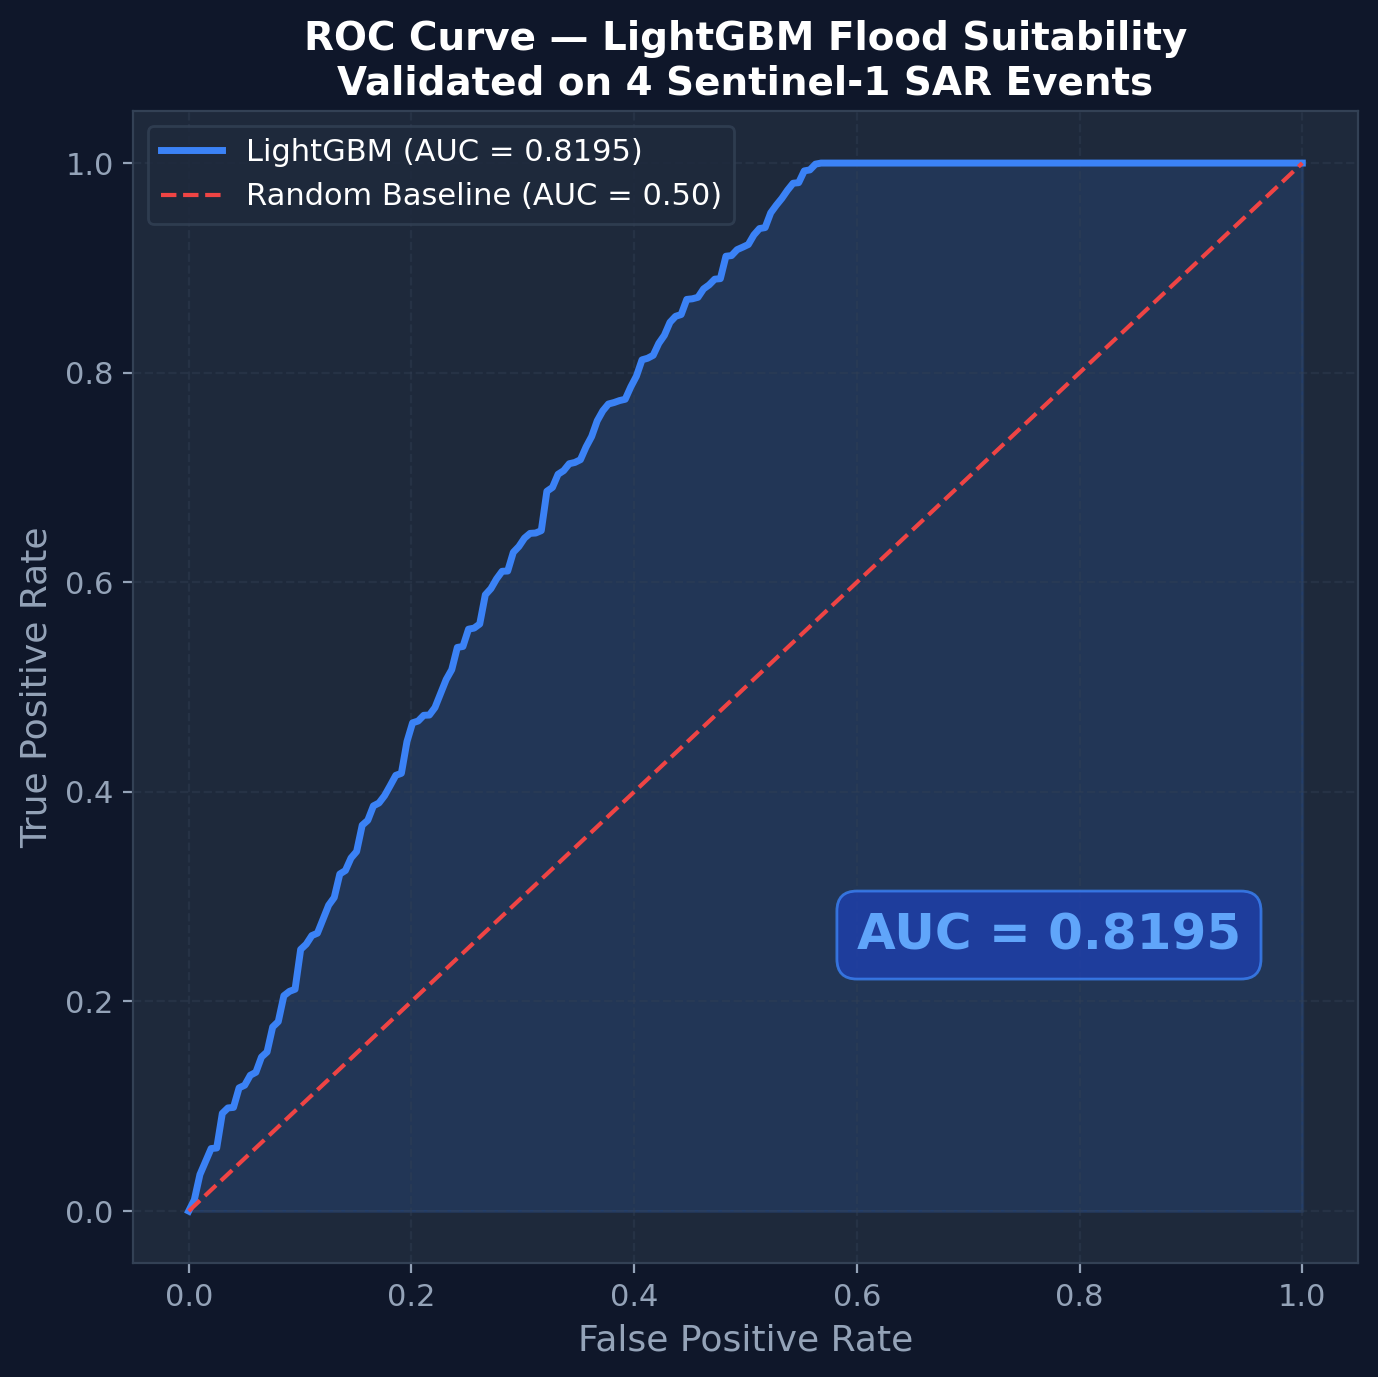 ROC Curve — LightGBM Flood Suitability
Validated on 4 Sentinel-1 SAR Events
LightGBM (AUC = 0.8195)
Random Baseline (AUC = 0.50)
1.0
0.8
0.6
0.4
0.2
0.0
True Positive Rate
AUC = 0.8195
0.0 0.2 0.4 0.6 0.8 1.0
False Positive Rate